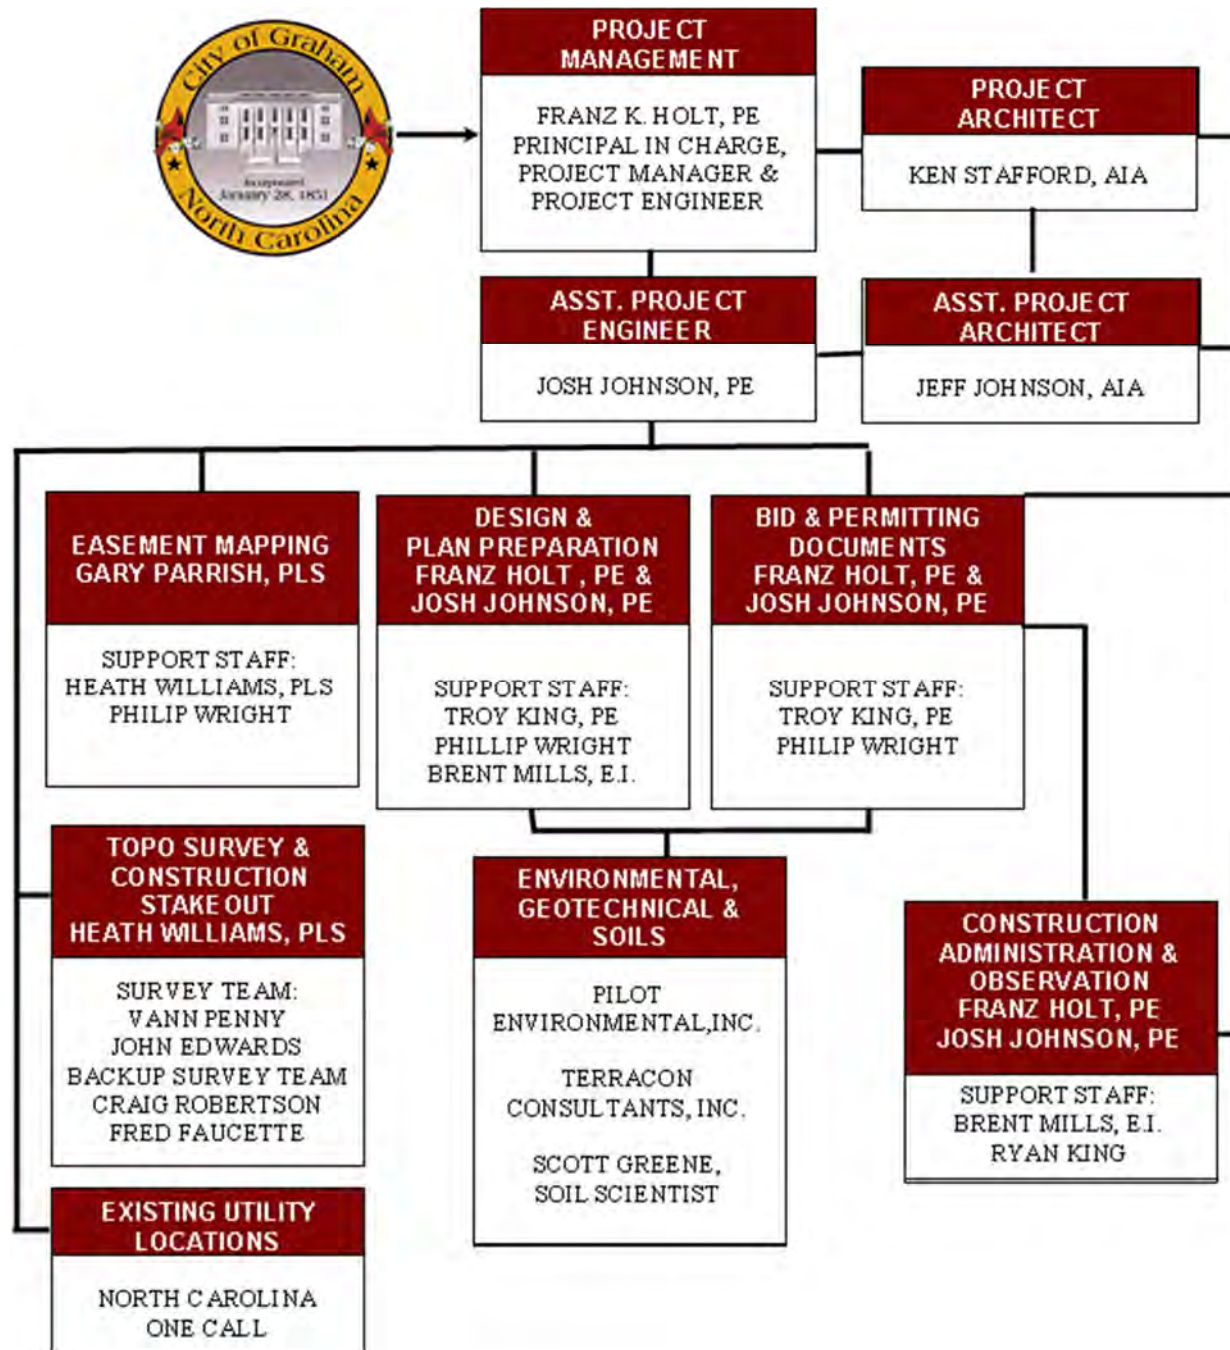 City of Graham
Incorporated
January 28, 1851
North Carolina
PROJECT
MANAGEMENT
FRANZ K. HOLT, PE
PRINCIPAL IN CHARGE,
PROJECT MANAGER &
PROJECT ENGINEER
PROJECT
ARCHITECT
KEN STAFFORD, AIA
ASST. PROJECT
ENGINEER
JOSH JOHNSON, PE
ASST. PROJECT
ARCHITECT
JEFF JOHNSON, AIA
EASEMENT MAPPING
GARY PARRISH, PLS
SUPPORT STAFF:
HEATH WILLIAMS, PLS
PHILIP WRIGHT
DESIGN &
PLAN PREPARATION
FRANZ HOLT , PE &
JOSH JOHNSON, PE
SUPPORT STAFF:
TROY KING, PE
PHILLIP WRIGHT
BRENT MILLS, E.I.
BID & PERMITTING
DOCUMENTS
FRANZ HOLT, PE &
JOSH JOHNSON, PE
SUPPORT STAFF:
TROY KING, PE
PHILIP WRIGHT
TOPO SURVEY &
CONSTRUCTION
STAKEOUT
HEATH WILLIAMS, PLS
SURVEY TEAM:
VANN PENNY
JOHN EDWARDS
BACKUP SURVEY TEAM
CRAIG ROBERTSON
FRED FAUCETTE
ENVIRONMENTAL,
GEOTECHNICAL &
SOILS
PILOT
ENVIRONMENTAL,INC.
TERRACON
CONSULTANTS, INC.
SCOTT GREENE,
SOIL SCIENTIST
CONSTRUCTION
ADMINISTRATION &
OBSERVATION
FRANZ HOLT, PE
JOSH JOHNSON, PE
SUPPORT STAFF:
BRENT MILLS, E.I.
RYAN KING
EXISTING UTILITY
LOCATIONS
NORTH CAROLINA
ONE CALL